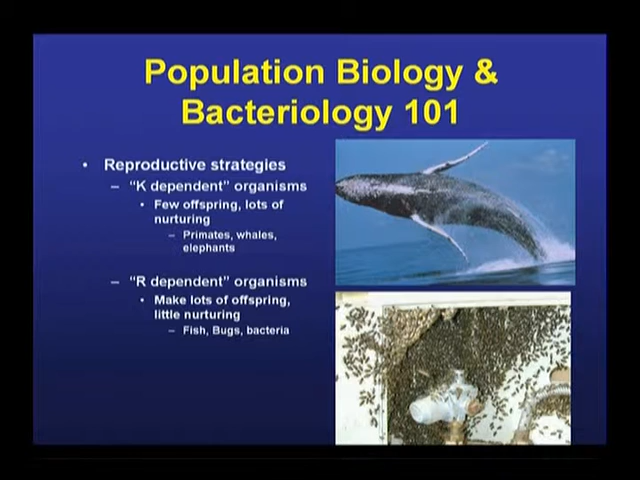 Population Biology &
Bacteriology 101
• Reproductive strategies
– “K dependent” organisms
• Few offspring, lots of
nurturing
– Primates, whales,
elephants
– “R dependent” organisms
• Make lots of offspring,
little nurturing
– Fish, Bugs, bacteria